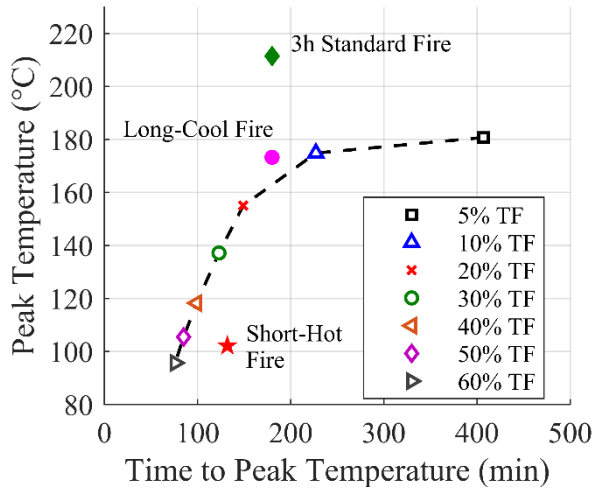 220
200
180
160
140
120
100
80
Peak Temperature (°C)
3h Standard Fire
Long-Cool Fire
Short-Hot
Fire
5% TF
10% TF
20% TF
30% TF
40% TF
50% TF
60% TF
0
100
200
300
400
500
Time to Peak Temperature (min)